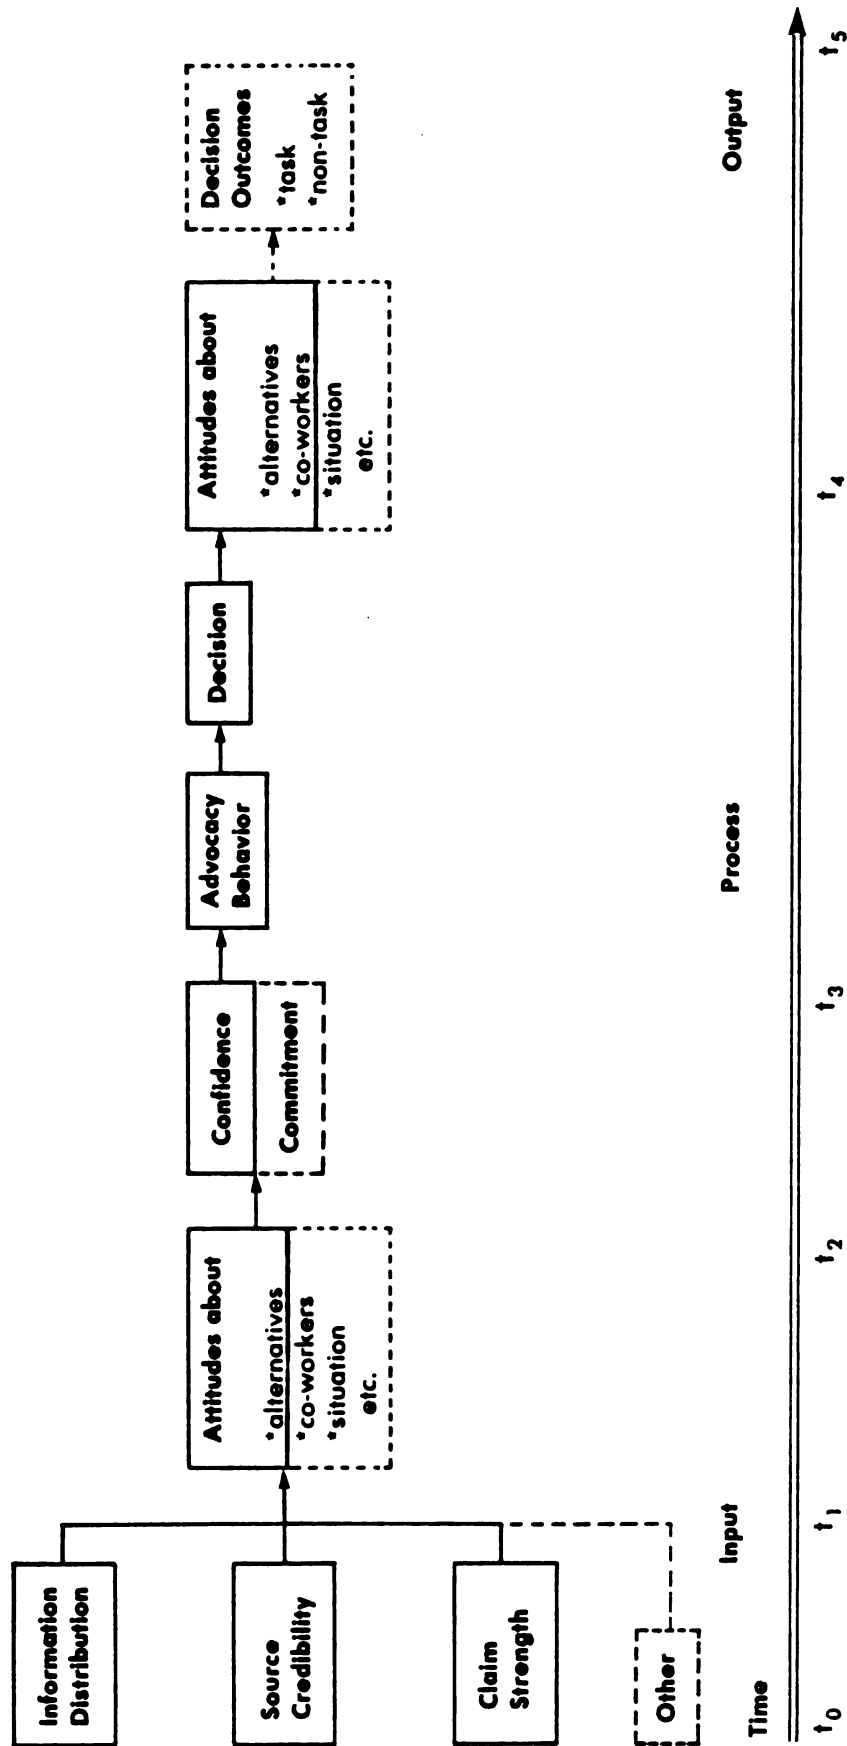 Information
Distribution
Source
Credibility
Claim
Strength
Other
Attitudes about
*alternatives
*co-workers
*situation
etc.
Confidence
Commitment
Advocacy
Behavior
Decision
Attitudes about
*alternatives
*co-workers
*situation
etc.
Decision
Outcomes
*task
*non-task
Time Input Process Output
t0 t1 t2 t3 t4 t5